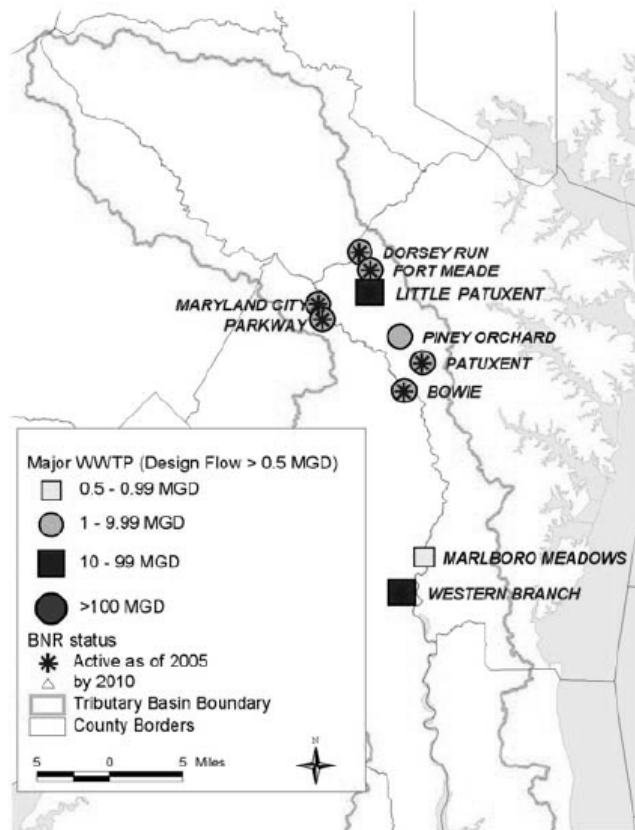 DORSEY RUN
FORT MEADE
LITTLE PATUXENT
MARYLAND CITY
PARKWAY
PINEY ORCHARD
PATUXENT
BOWIE
MARLBORO MEADOWS
WESTERN BRANCH
Major WWTP (Design Flow > 0.5 MGD)
0.5 - 0.99 MGD
1 - 9.99 MGD
10 - 99 MGD
>100 MGD
BNR status
Active as of 2005
by 2010
Tributary Basin Boundary
County Borders
5 0 5 Miles
N